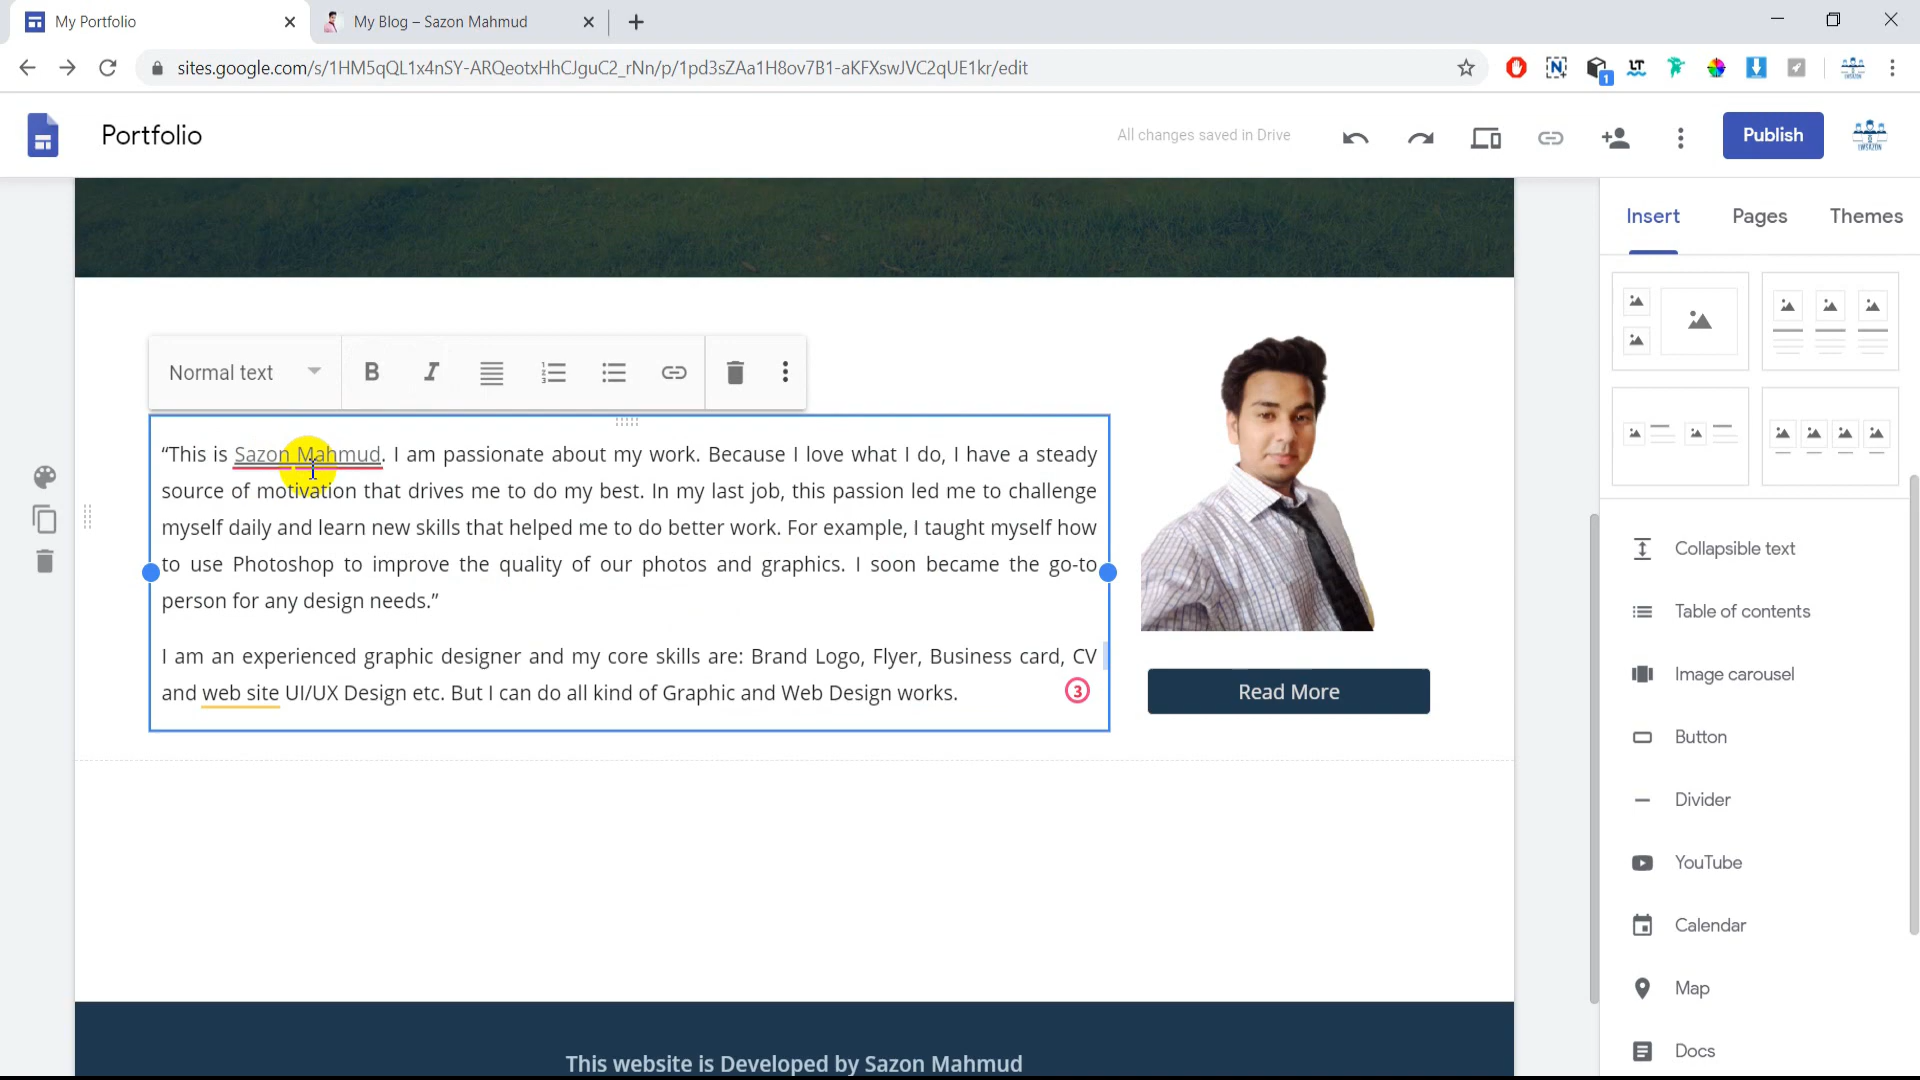 My Portfolio
My Blog – Sazon Mahmud
sites.google.com/s/1HM5qQL1x4nSY-ARQeotxHhCJguC2_rNn/p/1pd3sZAa1H8ov7B1-aKFXswJVC2qUE1kr/edit
1
LT
N
Portfolio
All changes saved in Drive
Publish
Insert
Pages
Themes
Normal text
B
I
“This is Sazon Mahmud. I am passionate about my work. Because I love what I do, I have a steady
source of motivation that drives me to do my best. In my last job, this passion led me to challenge
myself daily and learn new skills that helped me to do better work. For example, I taught myself how
to use Photoshop to improve the quality of our photos and graphics. I soon became the go-to
person for any design needs.”
I am an experienced graphic designer and my core skills are: Brand Logo, Flyer, Business card, CV
and web site UI/UX Design etc. But I can do all kind of Graphic and Web Design works.
3
Read More
Collapsible text
Table of contents
Image carousel
Button
Divider
YouTube
Calendar
Map
Docs
This website is Developed by Sazon Mahmud